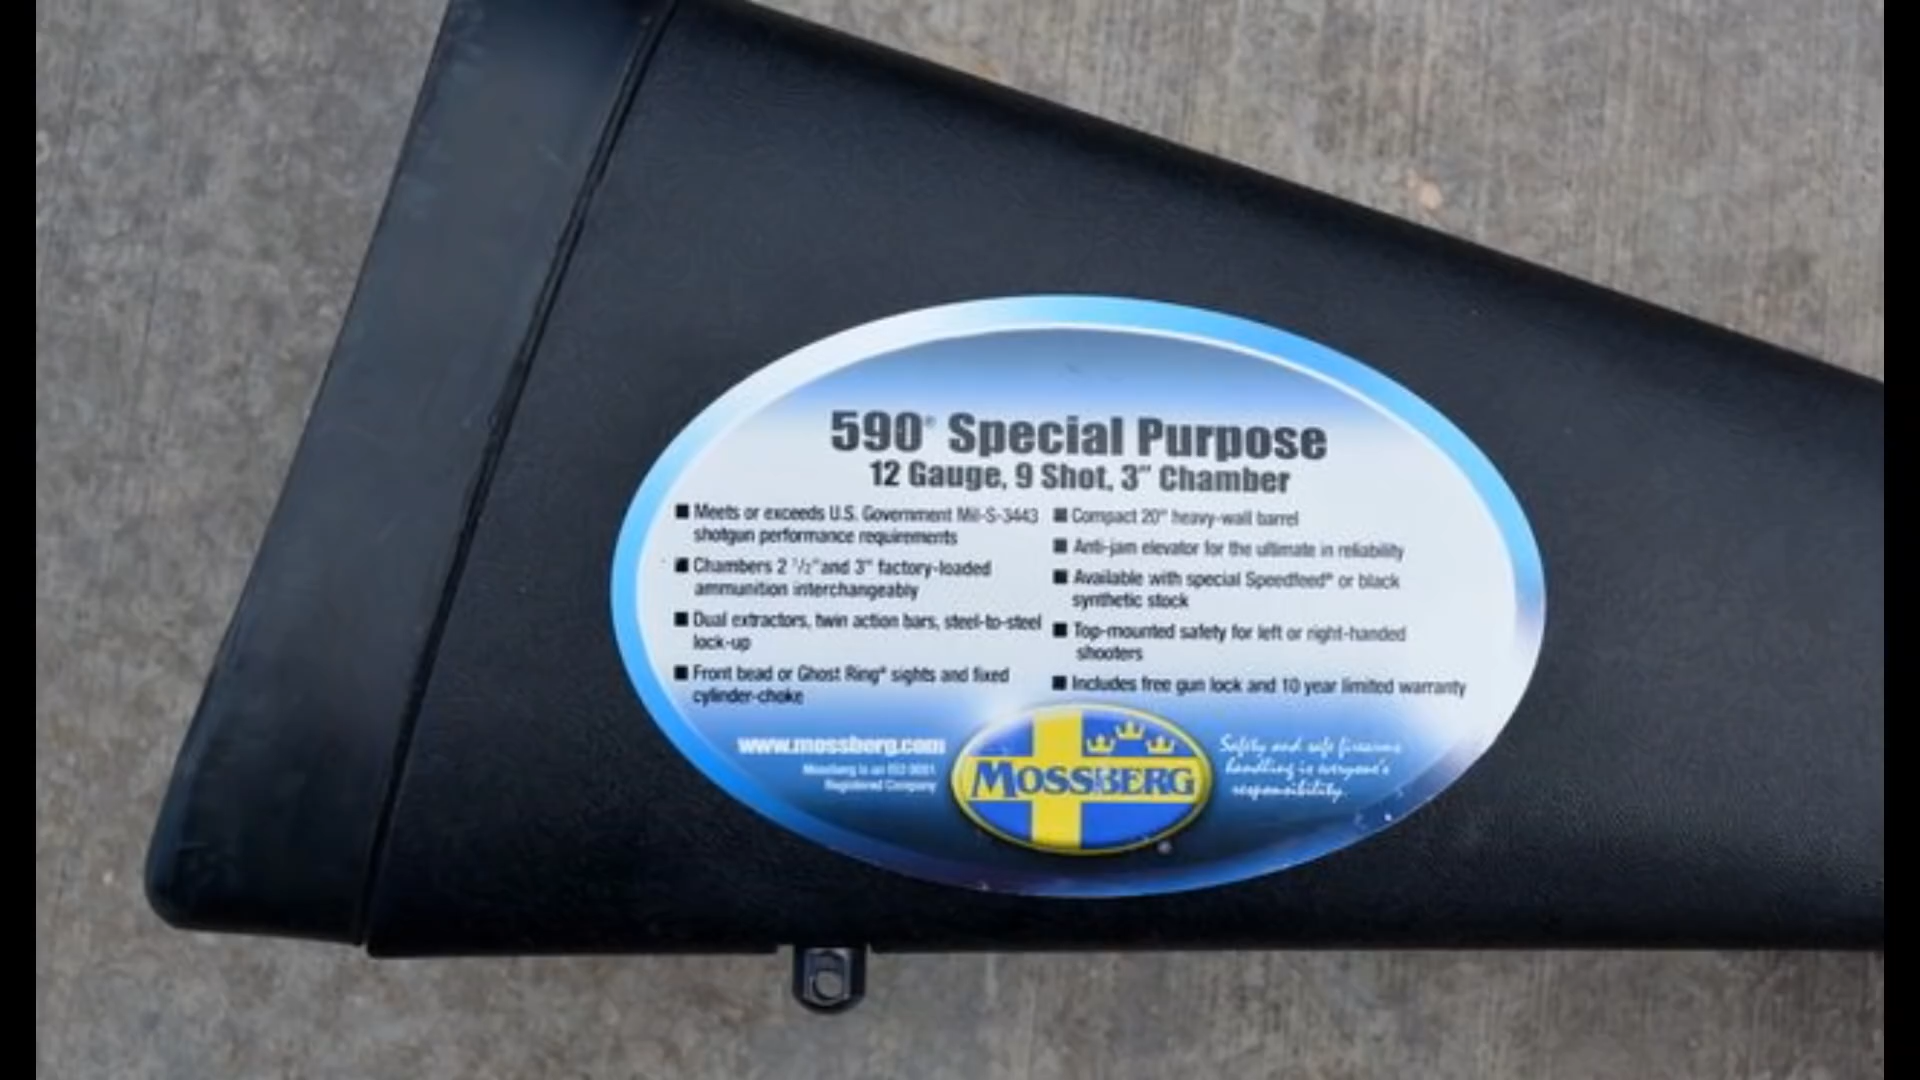 590® Special Purpose
12 Gauge, 9 Shot, 3" Chamber
■ Meets or exceeds U.S. Government Mil-S-3443
shotgun performance requirements
■ Chambers 2 1/2" and 3" factory-loaded
ammunition interchangeably
■ Dual extractors, twin action bars, steel-to-steel
lock-up
■ Front bead or Ghost Ring® sights and fixed
cylinder-choke
■ Compact 20" heavy-wall barrel
■ Anti-jam elevator for the ultimate in reliability
■ Available with special Speedfeed® or black
synthetic stock
■ Top-mounted safety for left or right-handed
shooters
■ Includes free gun lock and 10 year limited warranty
www.mossberg.com
Mossberg is an ISO 9001
Registered Company
MOSSBERG
®
Safety and safe firearms
handling is everyone's
responsibility.